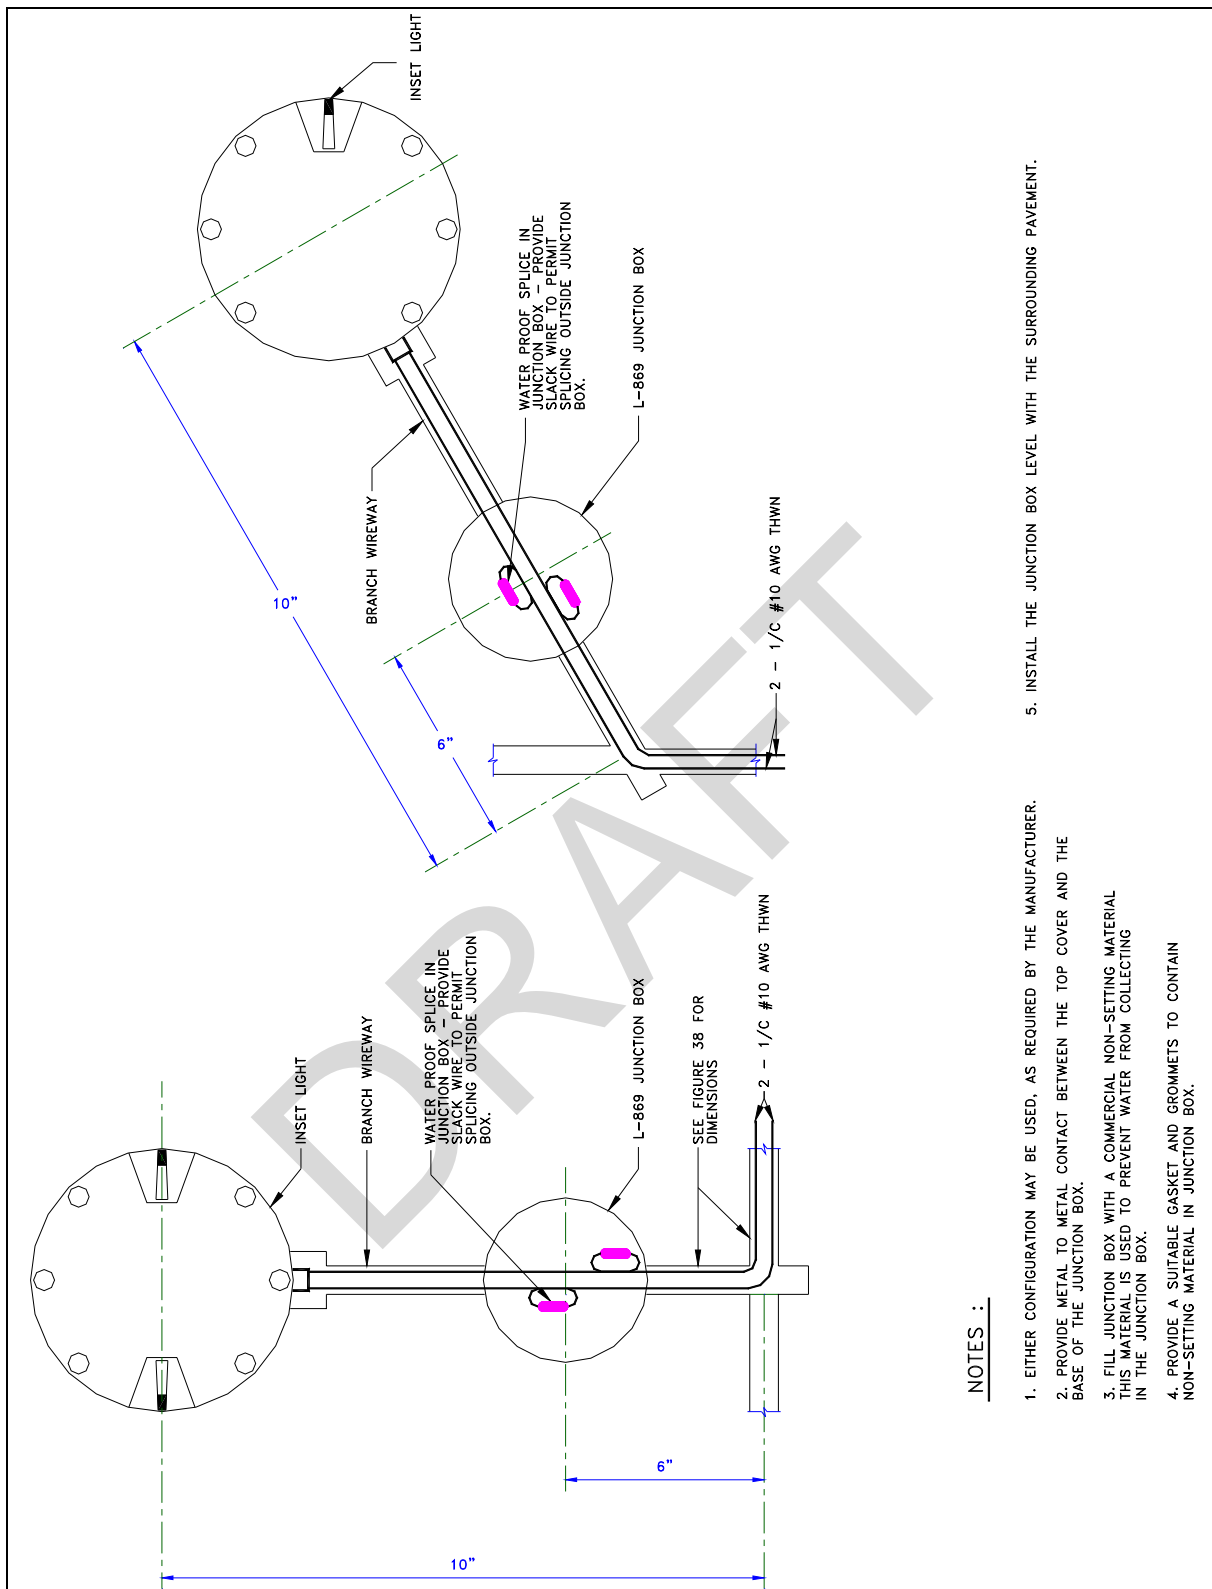 INSET LIGHT
BRANCH WIREWAY
WATER PROOF SPLICE IN
JUNCTION BOX – PROVIDE
SLACK WIRE TO PERMIT
SPLICING OUTSIDE JUNCTION
BOX.
L–869 JUNCTION BOX
SEE FIGURE 38 FOR
DIMENSIONS
2 – 1/C #10 AWG THWN
10"
6"
INSET LIGHT
BRANCH WIREWAY
WATER PROOF SPLICE IN
JUNCTION BOX – PROVIDE
SLACK WIRE TO PERMIT
SPLICING OUTSIDE JUNCTION
BOX.
L–869 JUNCTION BOX
2 – 1/C #10 AWG THWN
10"
6"
DRAFT
NOTES :
1. EITHER CONFIGURATION MAY BE USED, AS REQUIRED BY THE MANUFACTURER.
2. PROVIDE METAL TO METAL CONTACT BETWEEN THE TOP COVER AND THE
BASE OF THE JUNCTION BOX.
3. FILL JUNCTION BOX WITH A COMMERCIAL NON–SETTING MATERIAL
THIS MATERIAL IS USED TO PREVENT WATER FROM COLLECTING
IN THE JUNCTION BOX.
4. PROVIDE A SUITABLE GASKET AND GROMMETS TO CONTAIN
NON–SETTING MATERIAL IN JUNCTION BOX.
5. INSTALL THE JUNCTION BOX LEVEL WITH THE SURROUNDING PAVEMENT.